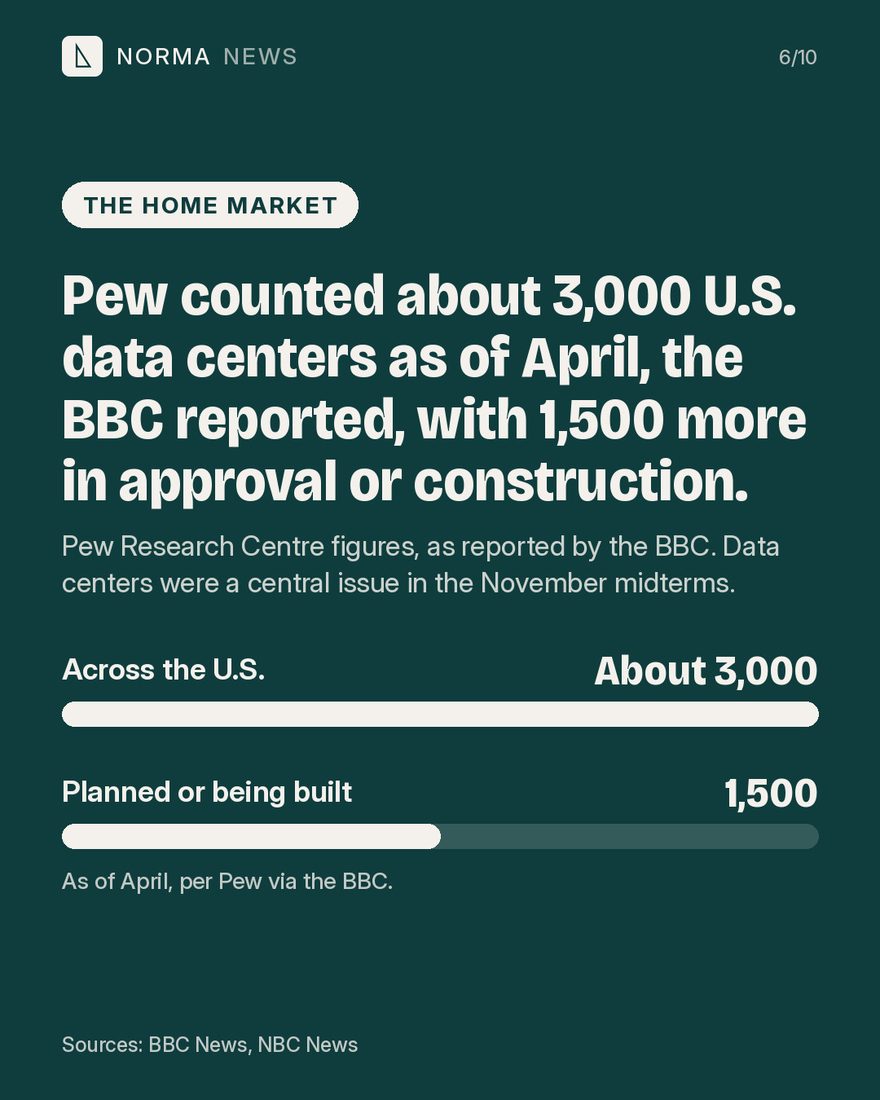 NORMA NEWS
6/10
THE HOME MARKET
Pew counted about 3,000 U.S.
data centers as of April, the
BBC reported, with 1,500 more
in approval or construction.
Pew Research Centre figures, as reported by the BBC. Data
centers were a central issue in the November midterms.
Across the U.S.
About 3,000
Planned or being built
1,500
As of April, per Pew via the BBC.
Sources: BBC News, NBC News